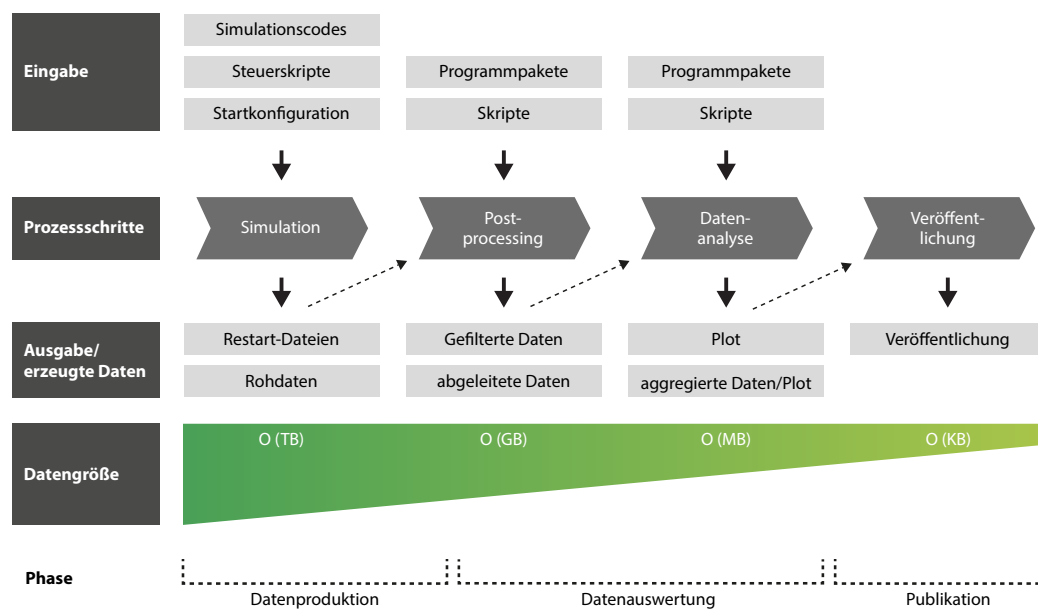 Simulationscodes
Eingabe
Steuerskripte
Programmpakete
Programmpakete
Startkonfiguration
Skripte
Skripte
Prozessschritte
Simulation
Post-
processing
Daten-
analyse
Veröffent-
lichung
Ausgabe/
erzeugte Daten
Restart-Dateien
Gefilterte Daten
Plot
Veröffentlichung
Rohdaten
abgeleitete Daten
aggregierte Daten/Plot
Datengröße
O (TB)
O (GB)
O (MB)
O (KB)
Phase
Datenproduktion
Datenauswertung
Publikation